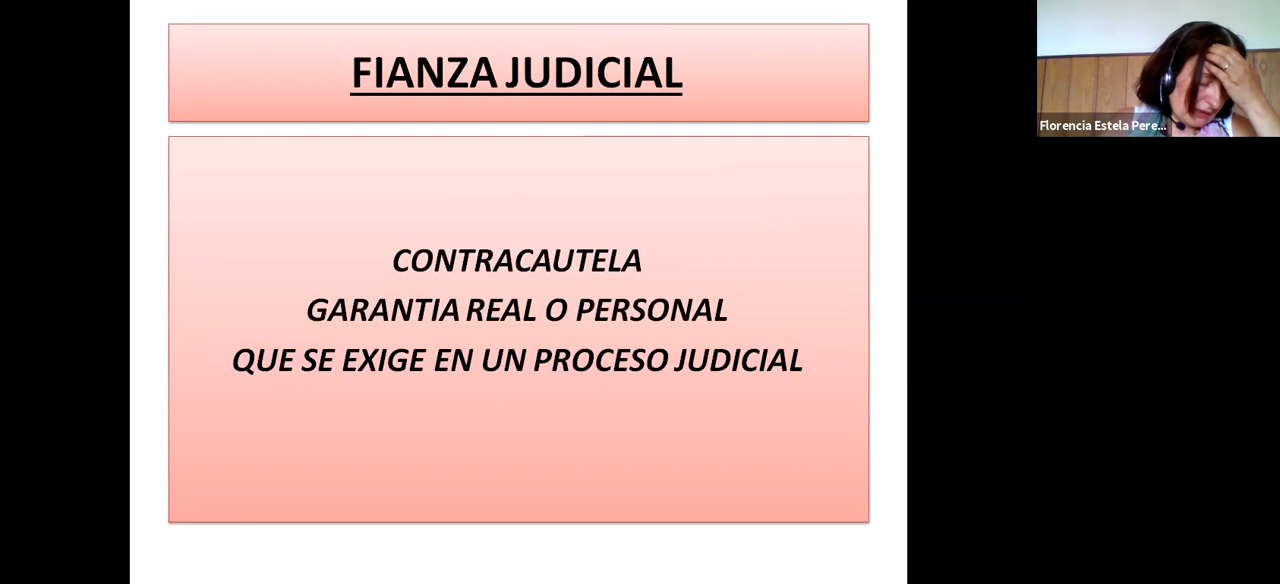 FIANZA JUDICIAL
CONTRACAUTELA
GARANTIA REAL O PERSONAL
QUE SE EXIGE EN UN PROCESO JUDICIAL
Florencia Estela Pere...